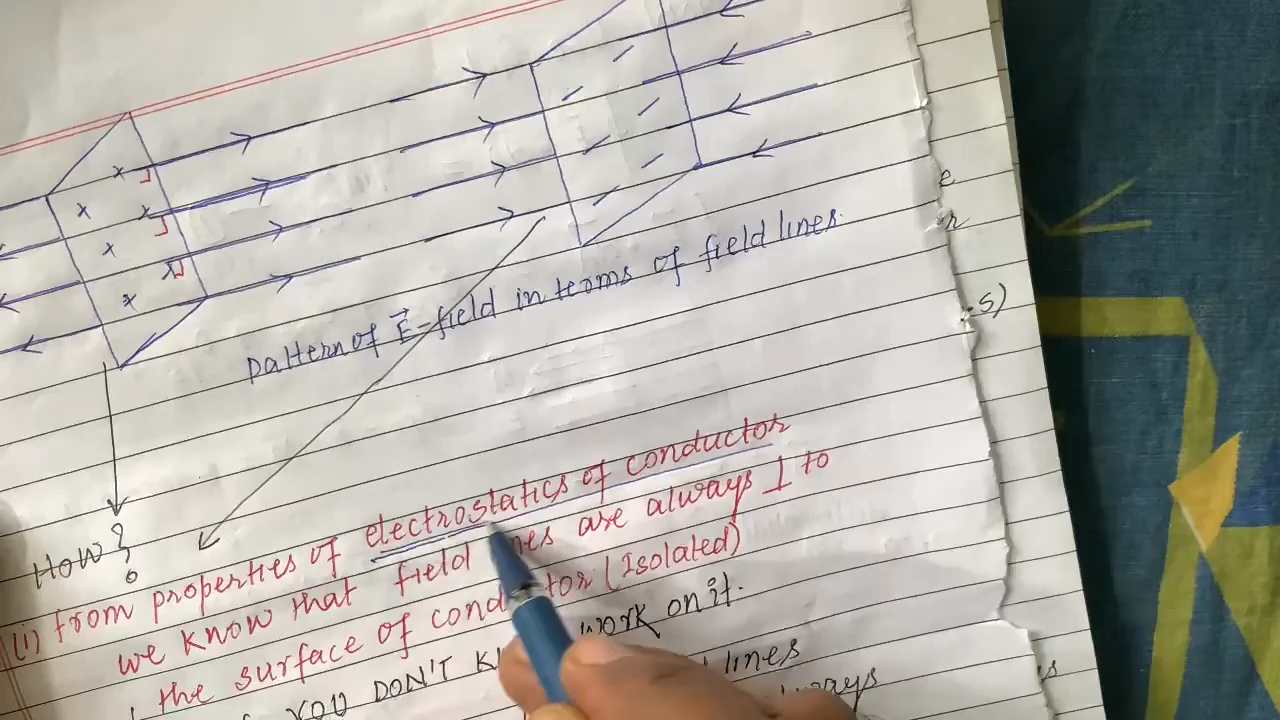 pattern of E-field in terms of field lines.
How?
(i) from properties of electrostatics of conductor
we know that field lines are always ⊥ to
the surface of conductor (Isolated)
YOU DON'T work on it.
lines
e
r
s)